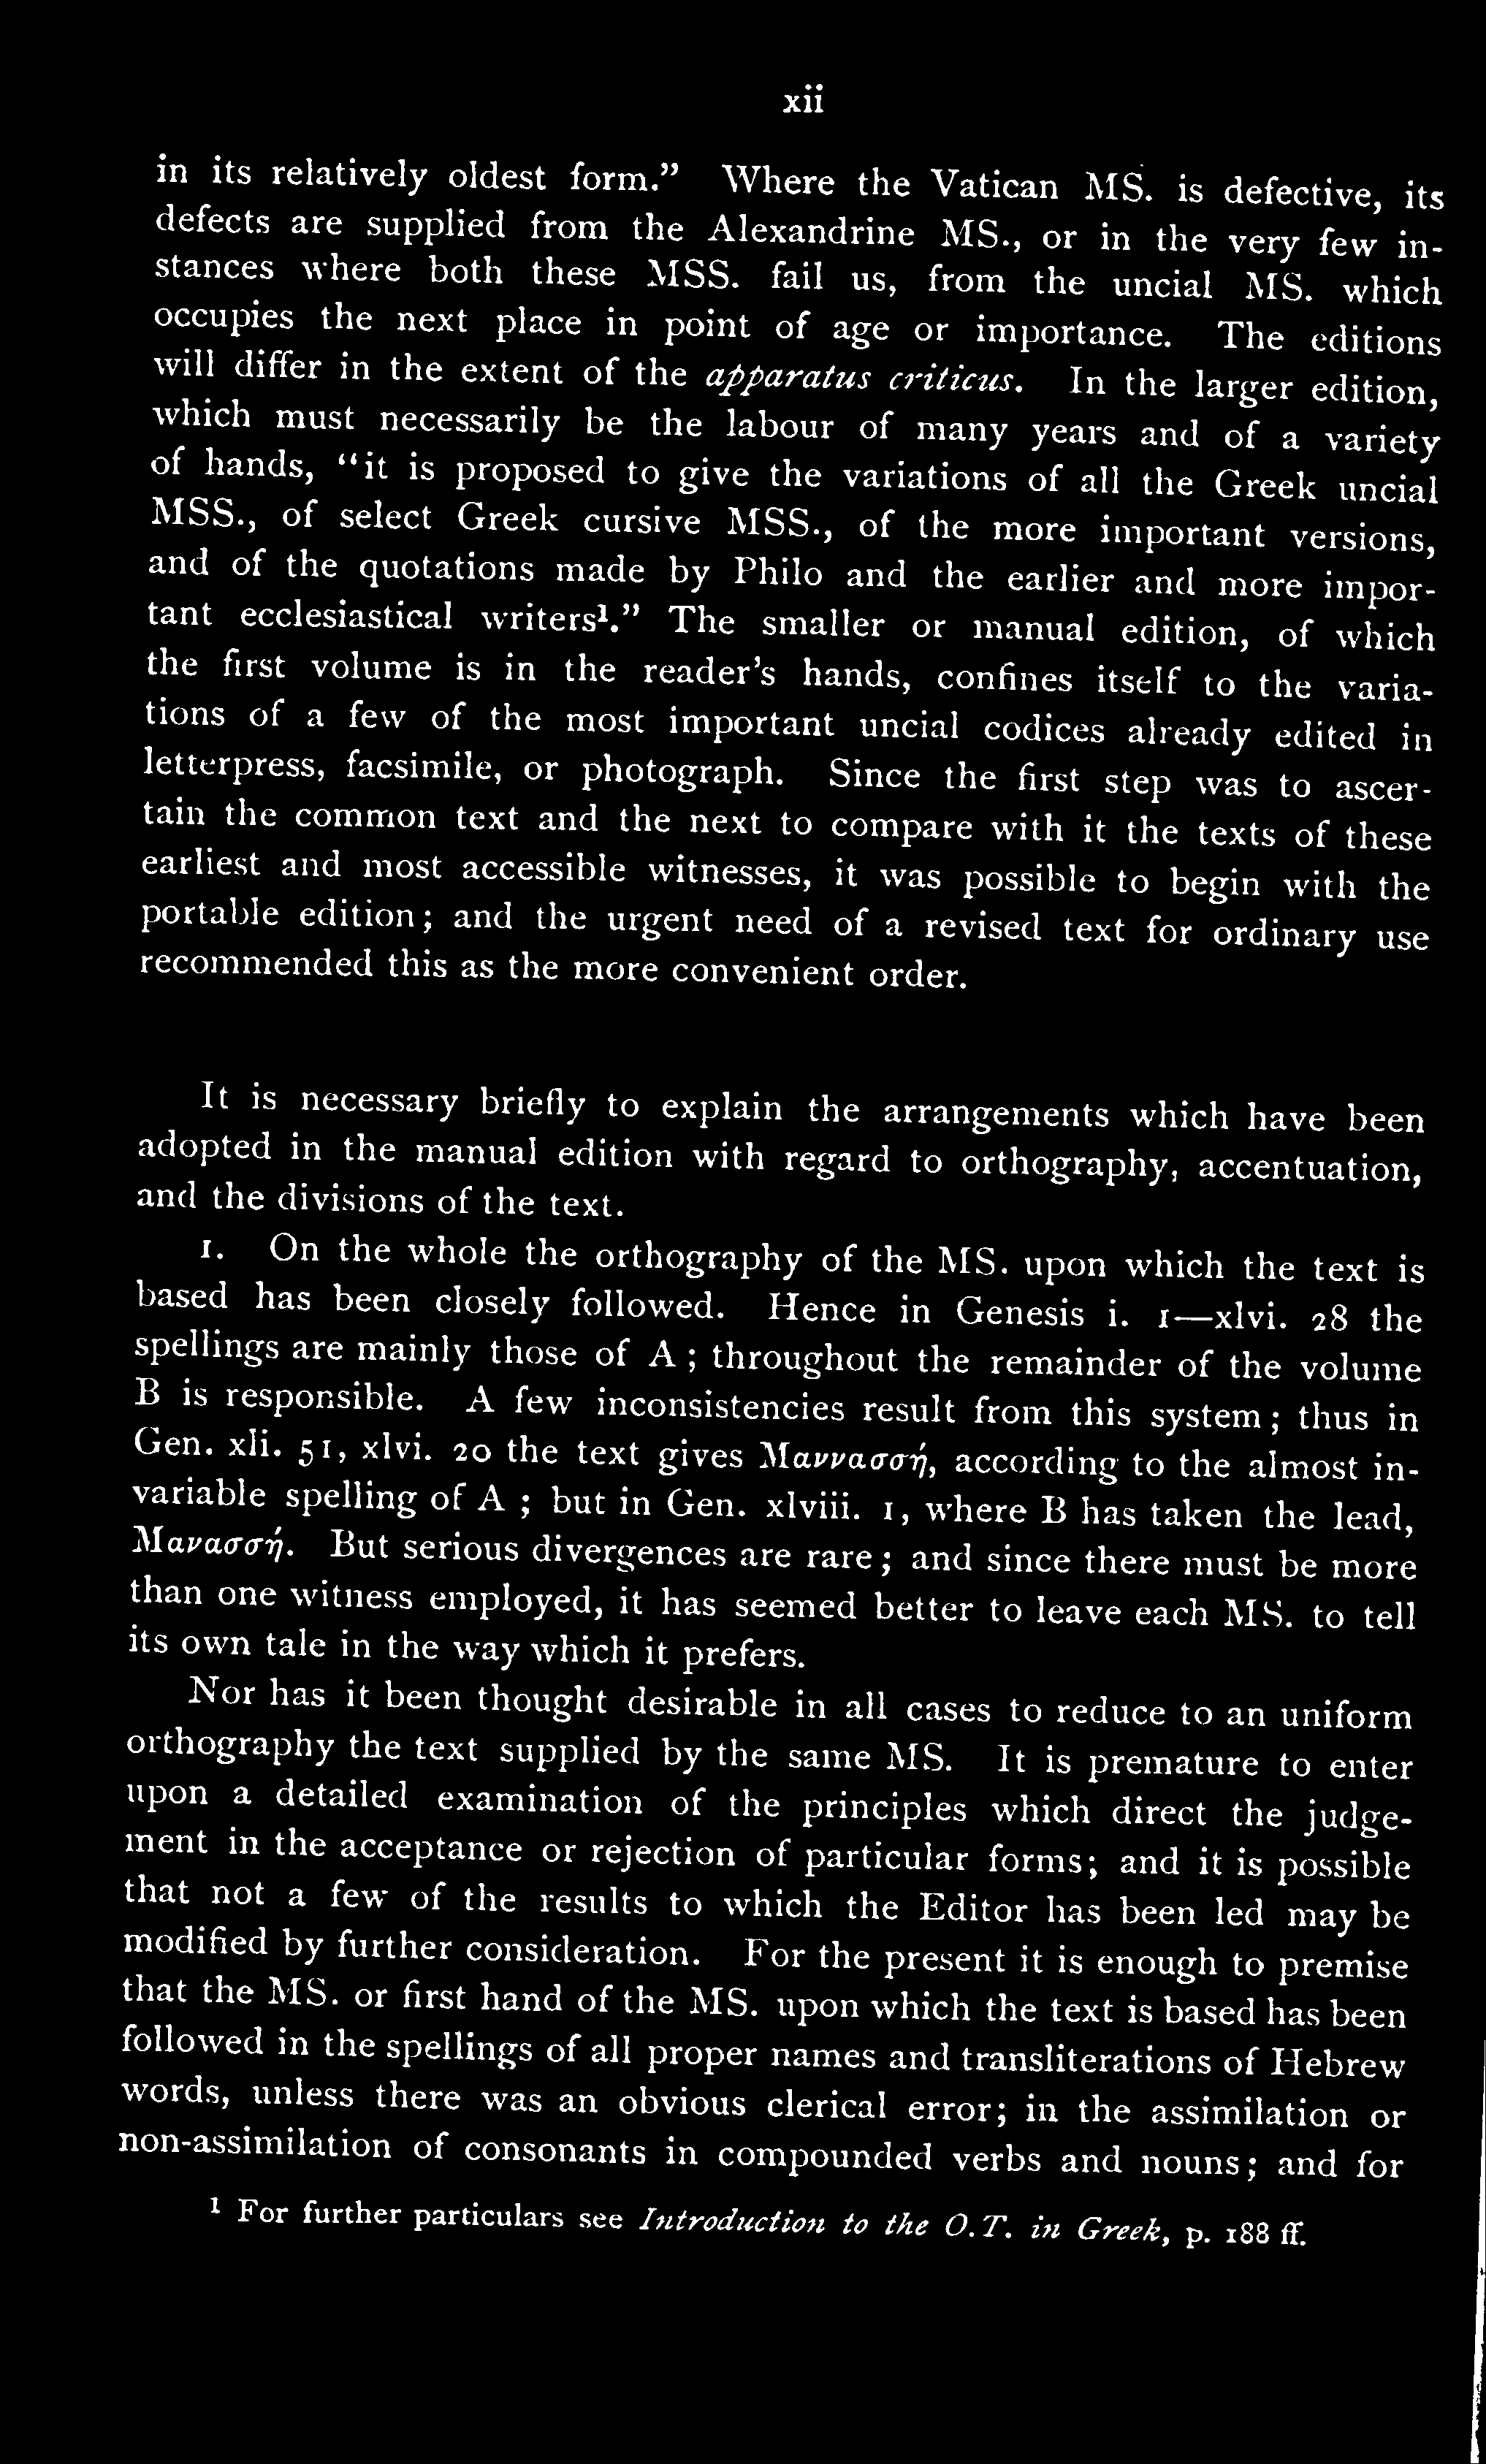 xii
in its relatively oldest form.” Where the Vatican MS. is defective, its
defects are supplied from the Alexandrine MS., or in the very few in-
stances where both these MSS. fail us, from the uncial MS. which
occupies the next place in point of age or importance. The editions
will differ in the extent of the apparatus criticus. In the larger edition,
which must necessarily be the labour of many years and of a variety
of hands, “it is proposed to give the variations of all the Greek uncial
MSS., of select Greek cursive MSS., of the more important versions,
and of the quotations made by Philo and the earlier and more impor-
tant ecclesiastical writers¹.” The smaller or manual edition, of which
the first volume is in the reader’s hands, confines itself to the varia-
tions of a few of the most important uncial codices already edited in
letterpress, facsimile, or photograph. Since the first step was to ascer-
tain the common text and the next to compare with it the texts of these
earliest and most accessible witnesses, it was possible to begin with the
portable edition; and the urgent need of a revised text for ordinary use
recommended this as the more convenient order.
It is necessary briefly to explain the arrangements which have been
adopted in the manual edition with regard to orthography, accentuation,
and the divisions of the text.
1. On the whole the orthography of the MS. upon which the text is
based has been closely followed. Hence in Genesis i. 1—xlvi. 28 the
spellings are mainly those of A ; throughout the remainder of the volume
B is responsible. A few inconsistencies result from this system ; thus in
Gen. xli. 51, xlvi. 20 the text gives Μαννασσή, according to the almost in-
variable spelling of A ; but in Gen. xlviii. 1, where B has taken the lead,
Μανασσή. But serious divergences are rare ; and since there must be more
than one witness employed, it has seemed better to leave each MS. to tell
its own tale in the way which it prefers.
Nor has it been thought desirable in all cases to reduce to an uniform
orthography the text supplied by the same MS. It is premature to enter
upon a detailed examination of the principles which direct the judge-
ment in the acceptance or rejection of particular forms; and it is possible
that not a few of the results to which the Editor has been led may be
modified by further consideration. For the present it is enough to premise
that the MS. or first hand of the MS. upon which the text is based has been
followed in the spellings of all proper names and transliterations of Hebrew
words, unless there was an obvious clerical error; in the assimilation or
non-assimilation of consonants in compounded verbs and nouns ; and for
¹ For further particulars see Introduction to the O.T. in Greek, p. 188 ff.